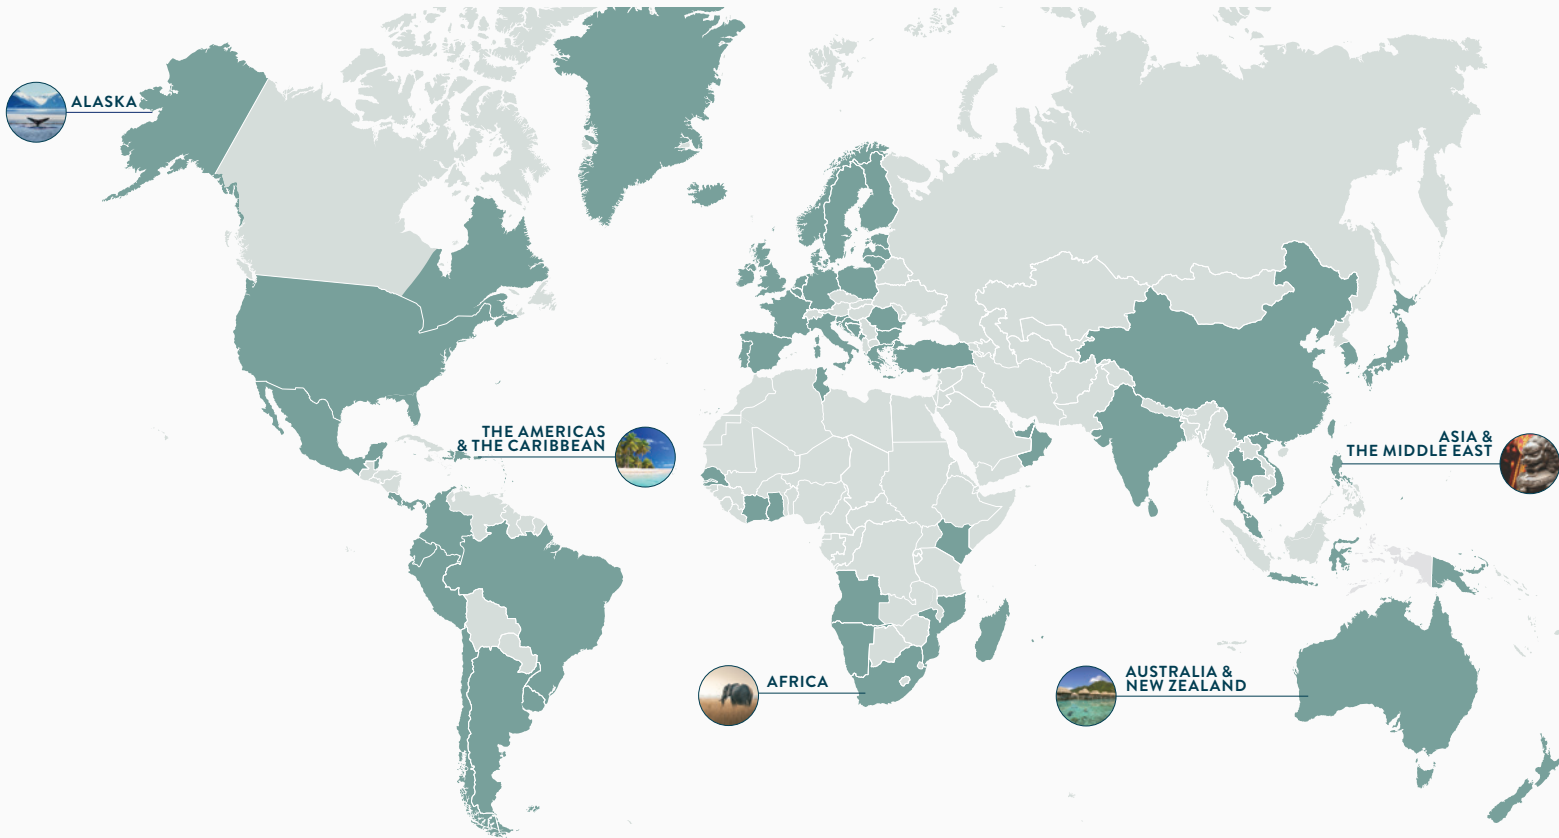 ALASKA
THE AMERICAS
& THE CARIBBEAN
ASIA &
THE MIDDLE EAST
AFRICA
AUSTRALIA &
NEW ZEALAND